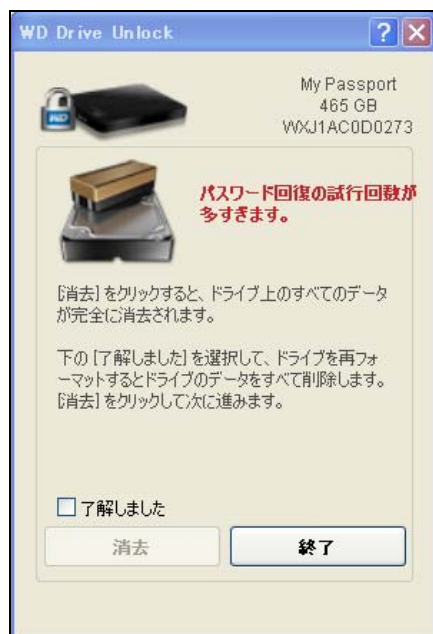 WD Drive Unlock
My Passport
465 GB
WXJ1AC0D0273
WD
パスワード回復の試行回数が
多すぎます。
[消去] をクリックすると、ドライブ上のすべてのデータ
が完全に消去されます。
下の [了解しました] を選択して、ドライブを再フォ
ーマットするとドライブのデータをすべて削除します。
[消去] をクリックして次に進みます。
了解しました
消去
終了